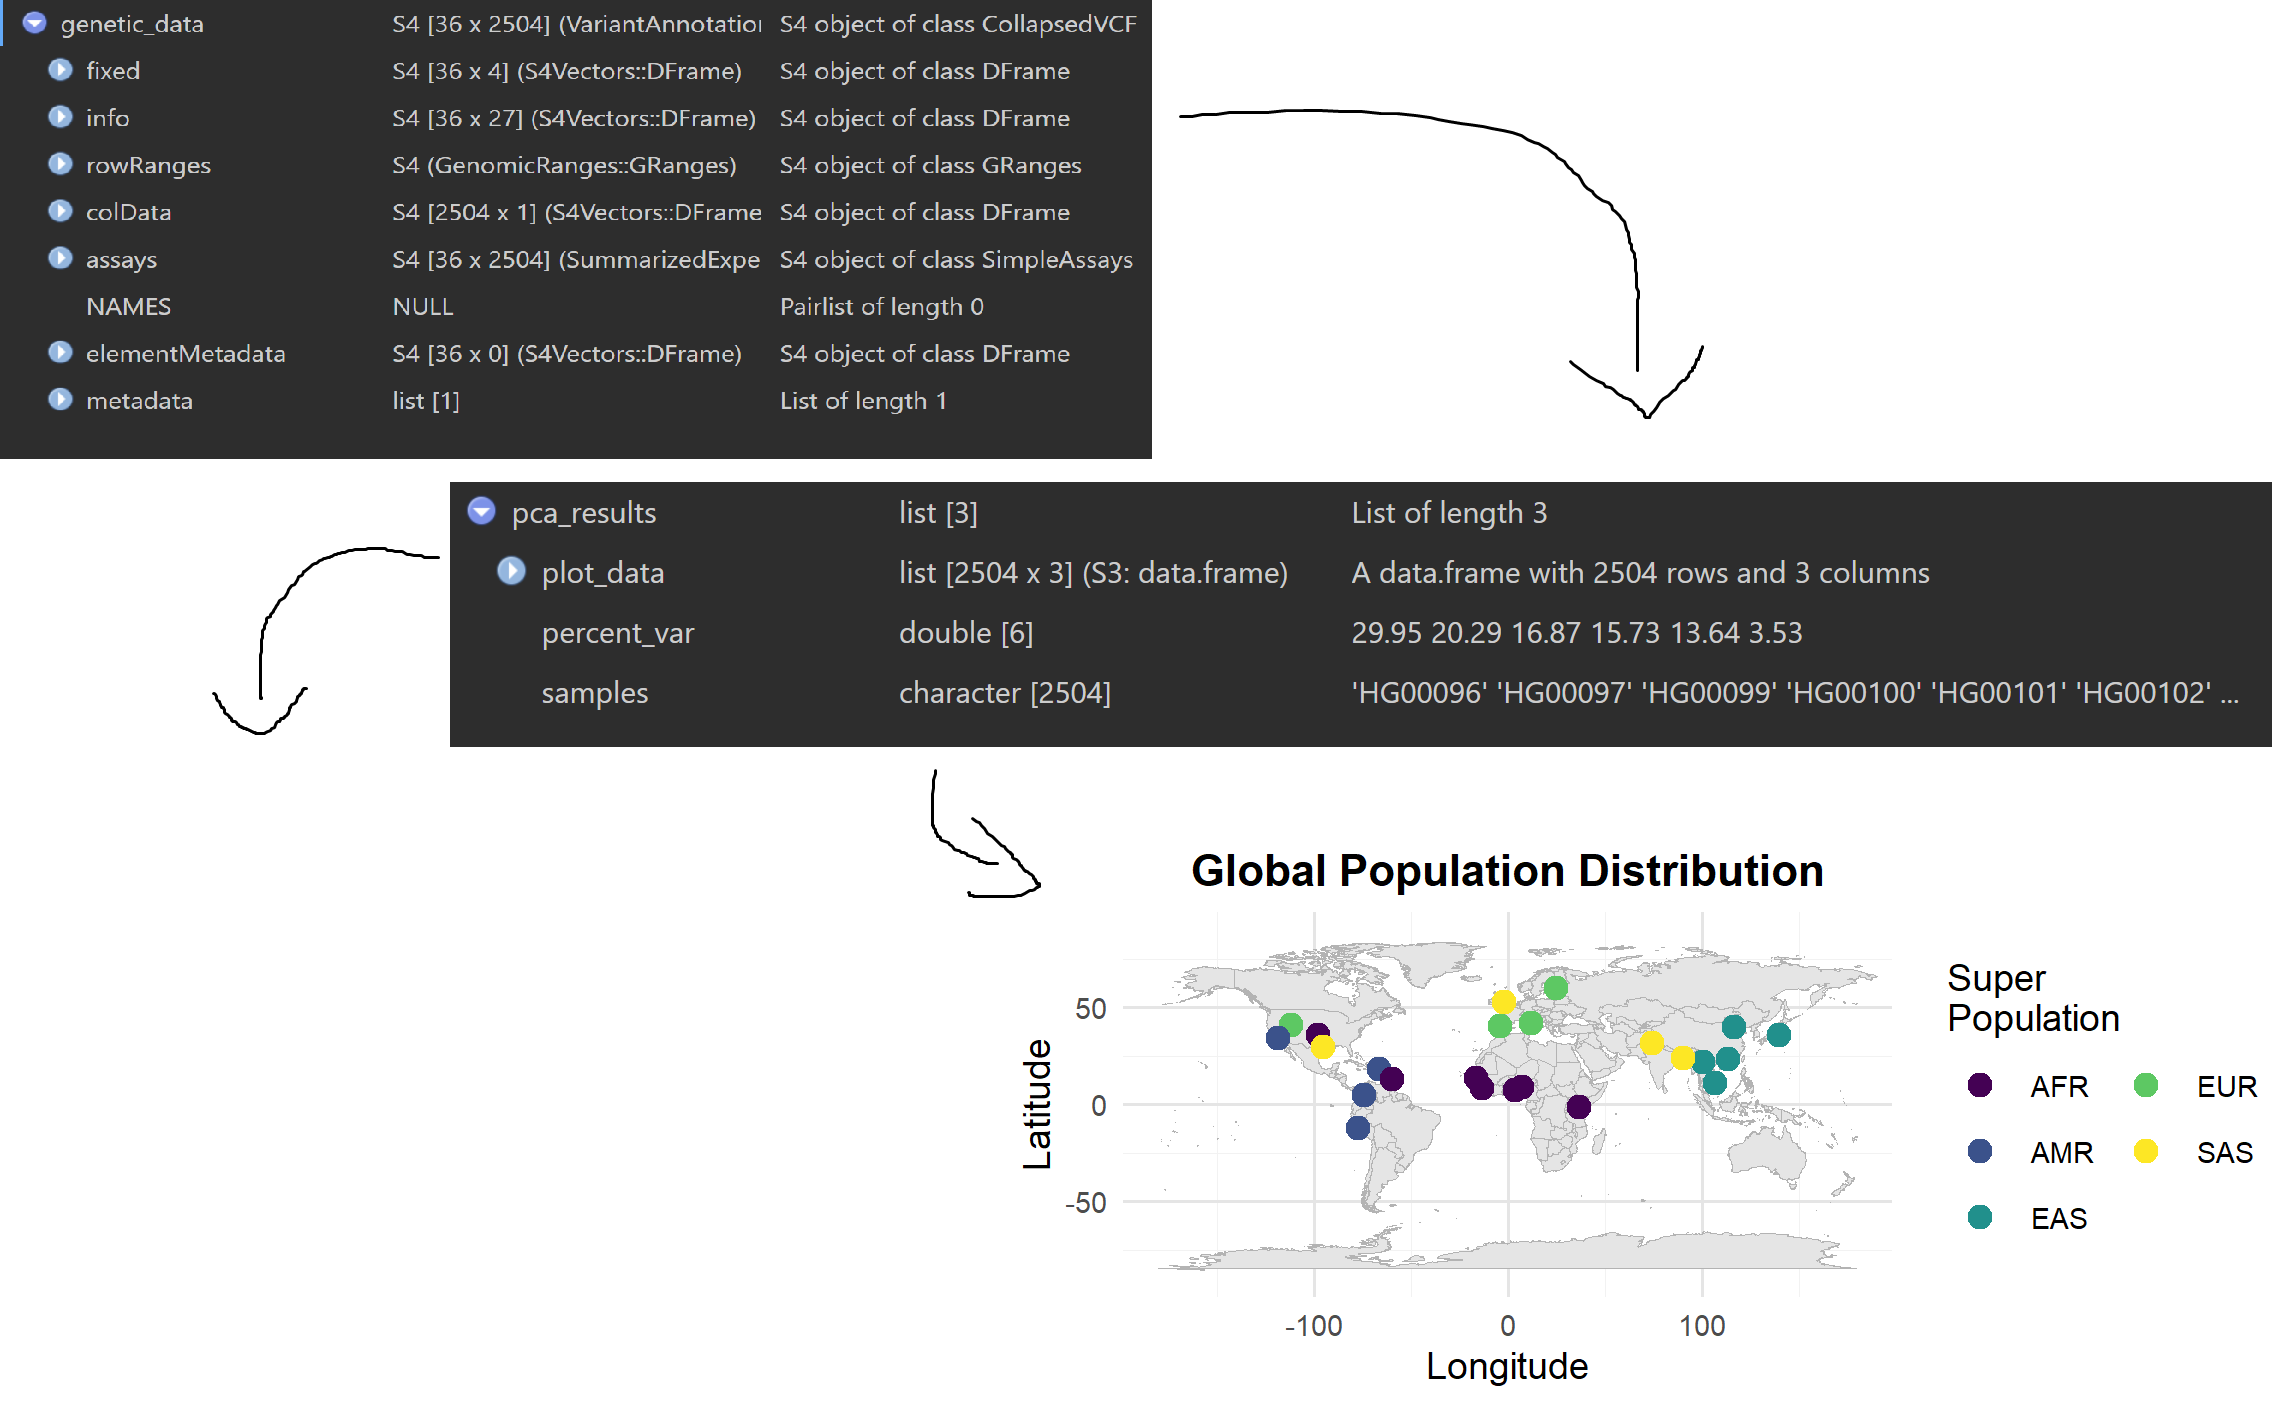 genetic_data S4 [36 x 2504] (VariantAnnotation S4 object of class CollapsedVCF
fixed S4 [36 x 4] (S4Vectors::DFrame) S4 object of class DFrame
info S4 [36 x 27] (S4Vectors::DFrame) S4 object of class DFrame
rowRanges S4 (GenomicRanges::GRanges) S4 object of class GRanges
colData S4 [2504 x 1] (S4Vectors::DFrame S4 object of class DFrame
assays S4 [36 x 2504] (SummarizedExpe S4 object of class SimpleAssays
NAMES NULL Pairlist of length 0
elementMetadata S4 [36 x 0] (S4Vectors::DFrame) S4 object of class DFrame
metadata list [1] List of length 1
pca_results list [3] List of length 3
plot_data list [2504 x 3] (S3: data.frame) A data.frame with 2504 rows and 3 columns
percent_var double [6] 29.95 20.29 16.87 15.73 13.64 3.53
samples character [2504] 'HG00096' 'HG00097' 'HG00099' 'HG00100' 'HG00101' 'HG00102' ...
Global Population Distribution
Latitude
50
0
-50
-100 0 100
Longitude
Super
Population
AFR EUR
AMR SAS
EAS